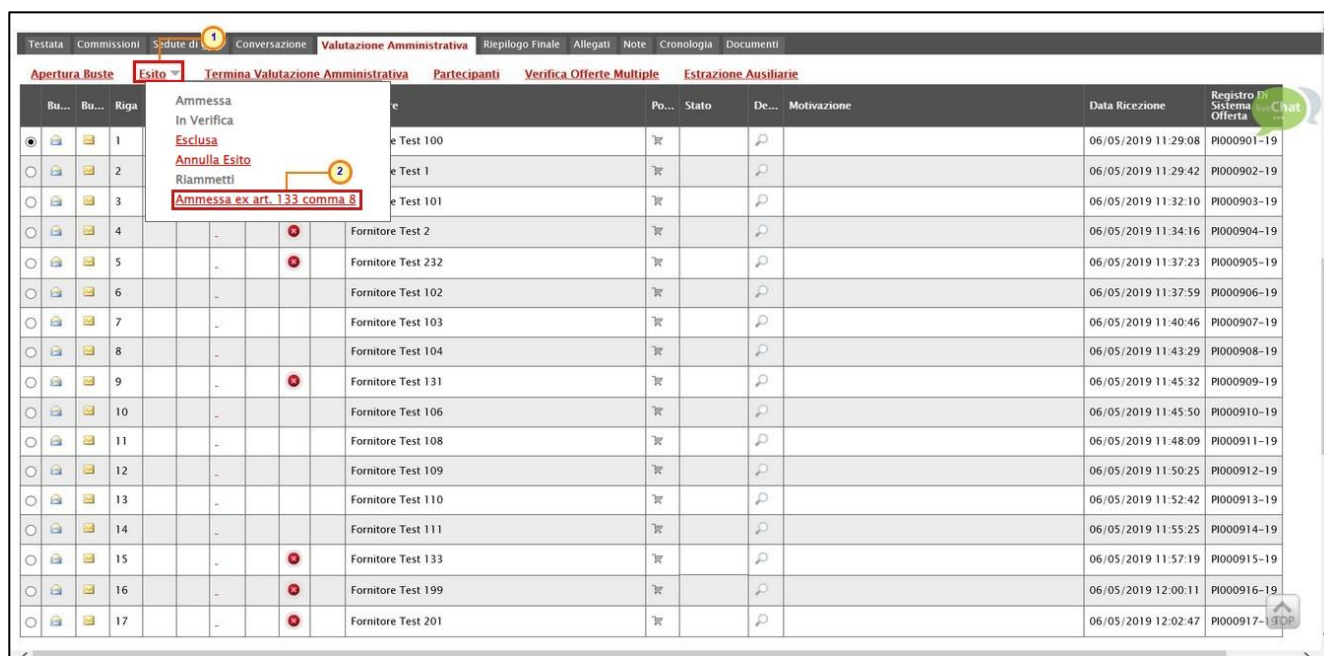 1
Testata Commissioni Sedute di Conversazione Valutazione Amministrativa Riepilogo Finale Allegati Note Cronologia Documenti
Apertura Buste Esito Termina Valutazione Amministrativa Partecipanti Verifica Offerte Multiple Estrazione Ausiliarie
Bu... Bu... Riga Po... Stato De... Motivazione Data Ricezione Registro Di Sistema Offerta ...
liveChat
Ammessa
In Verifica
Esclusa
Annulla Esito
Riammetti
2
Ammessa ex art. 133 comma 8
1 e Test 100 06/05/2019 11:29:08 PI000901-19
2 e Test 1 06/05/2019 11:29:42 PI000902-19
3 e Test 101 06/05/2019 11:32:10 PI000903-19
4 - Fornitore Test 2 06/05/2019 11:34:16 PI000904-19
5 - Fornitore Test 232 06/05/2019 11:37:23 PI000905-19
6 - Fornitore Test 102 06/05/2019 11:37:59 PI000906-19
7 - Fornitore Test 103 06/05/2019 11:40:46 PI000907-19
8 - Fornitore Test 104 06/05/2019 11:43:29 PI000908-19
9 - Fornitore Test 131 06/05/2019 11:45:32 PI000909-19
10 - Fornitore Test 106 06/05/2019 11:45:50 PI000910-19
11 - Fornitore Test 108 06/05/2019 11:48:09 PI000911-19
12 - Fornitore Test 109 06/05/2019 11:50:25 PI000912-19
13 - Fornitore Test 110 06/05/2019 11:52:42 PI000913-19
14 - Fornitore Test 111 06/05/2019 11:55:25 PI000914-19
15 - Fornitore Test 133 06/05/2019 11:57:19 PI000915-19
16 - Fornitore Test 199 06/05/2019 12:00:11 PI000916-19
17 - Fornitore Test 201 06/05/2019 12:02:47 PI000917-19
TOP